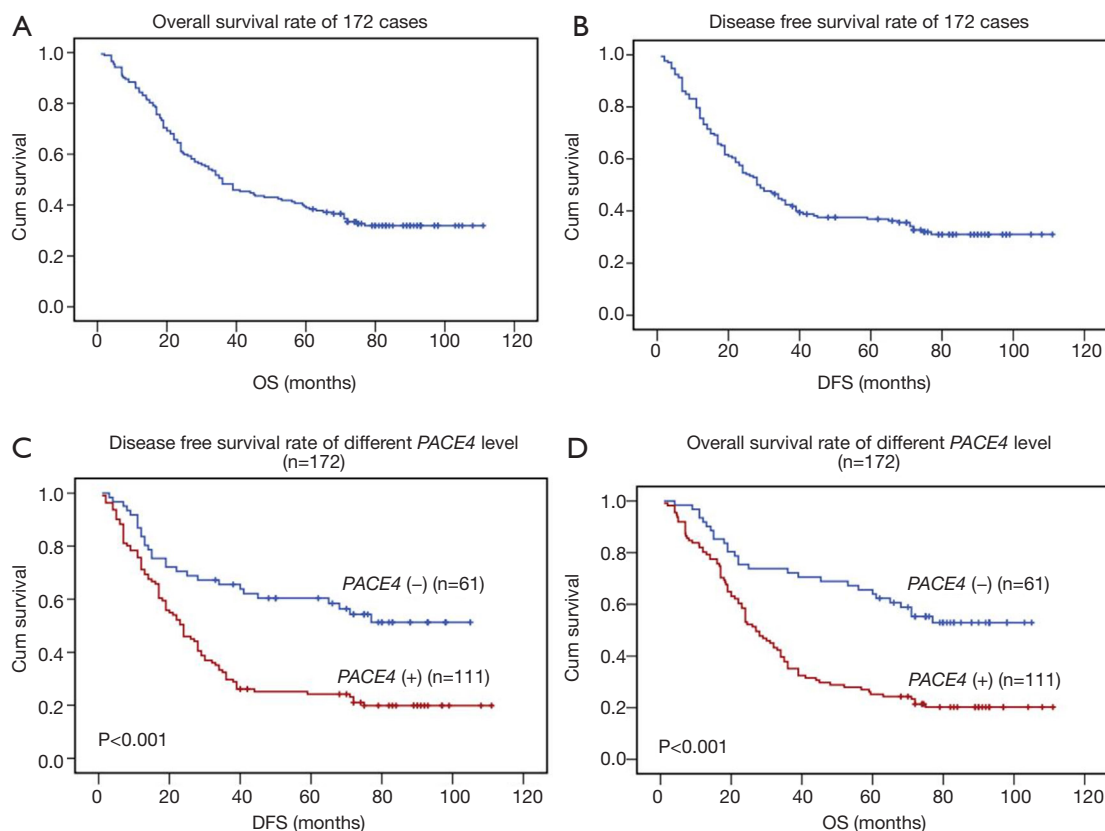 A
Overall survival rate of 172 cases
Cum survival
1.0
0.8
0.6
0.4
0.2
0.0
0 20 40 60 80 100 120
OS (months)
B
Disease free survival rate of 172 cases
Cum survival
1.0
0.8
0.6
0.4
0.2
0.0
0 20 40 60 80 100 120
DFS (months)
C
Disease free survival rate of different PACE4 level
(n=172)
Cum survival
1.0
0.8
0.6
0.4
0.2
0.0
PACE4 (−) (n=61)
PACE4 (+) (n=111)
P<0.001
0 20 40 60 80 100 120
DFS (months)
D
Overall survival rate of different PACE4 level
(n=172)
Cum survival
1.0
0.8
0.6
0.4
0.2
0.0
PACE4 (−) (n=61)
PACE4 (+) (n=111)
P<0.001
0 20 40 60 80 100 120
OS (months)